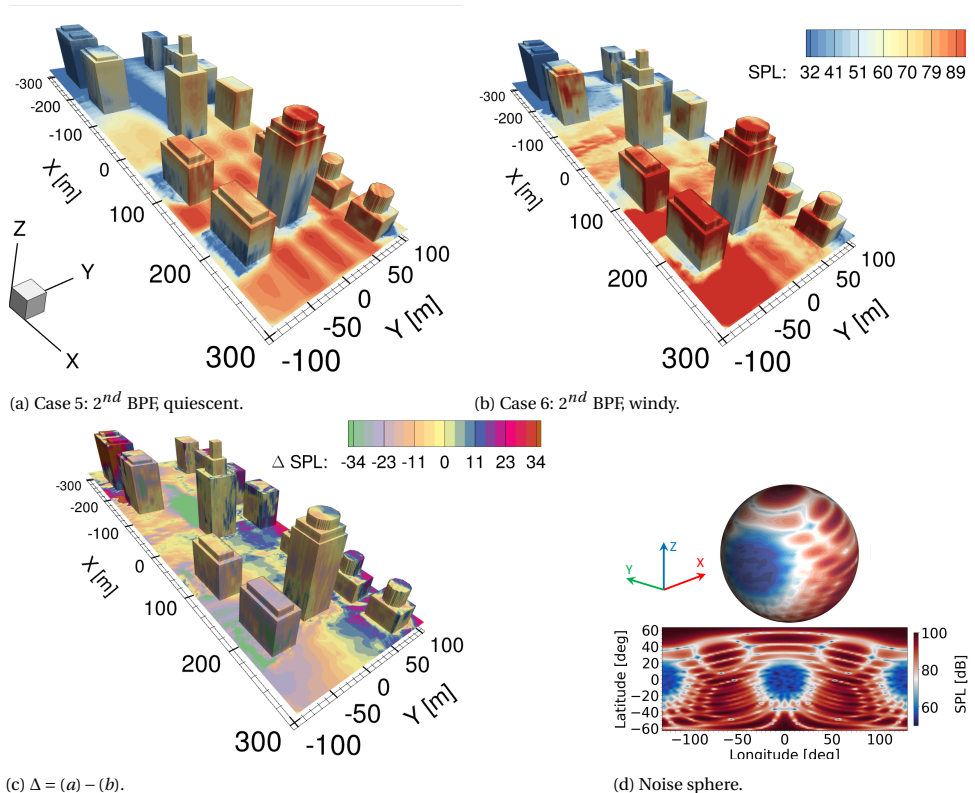 -300
-200
-100
0
100
200
300
X [m]
100
50
0
-50
-100
Y [m]
Z
Y
X
(a) Case 5: 2nd BPF, quiescent.
SPL: 32 41 51 60 70 79 89
-300
-200
-100
0
100
200
300
X [m]
100
50
0
-50
-100
Y [m]
(b) Case 6: 2nd BPF, windy.
Δ SPL: -34 -23 -11 0 11 23 34
-300
-200
-100
0
100
200
300
X [m]
100
50
0
-50
-100
Y [m]
(c) Δ = (a) − (b).
Z
X
Y
60
40
20
0
−20
−40
−60
Latitude [deg]
−100 −50 0 50 100
Longitude [deg]
100
80
60
SPL [dB]
(d) Noise sphere.